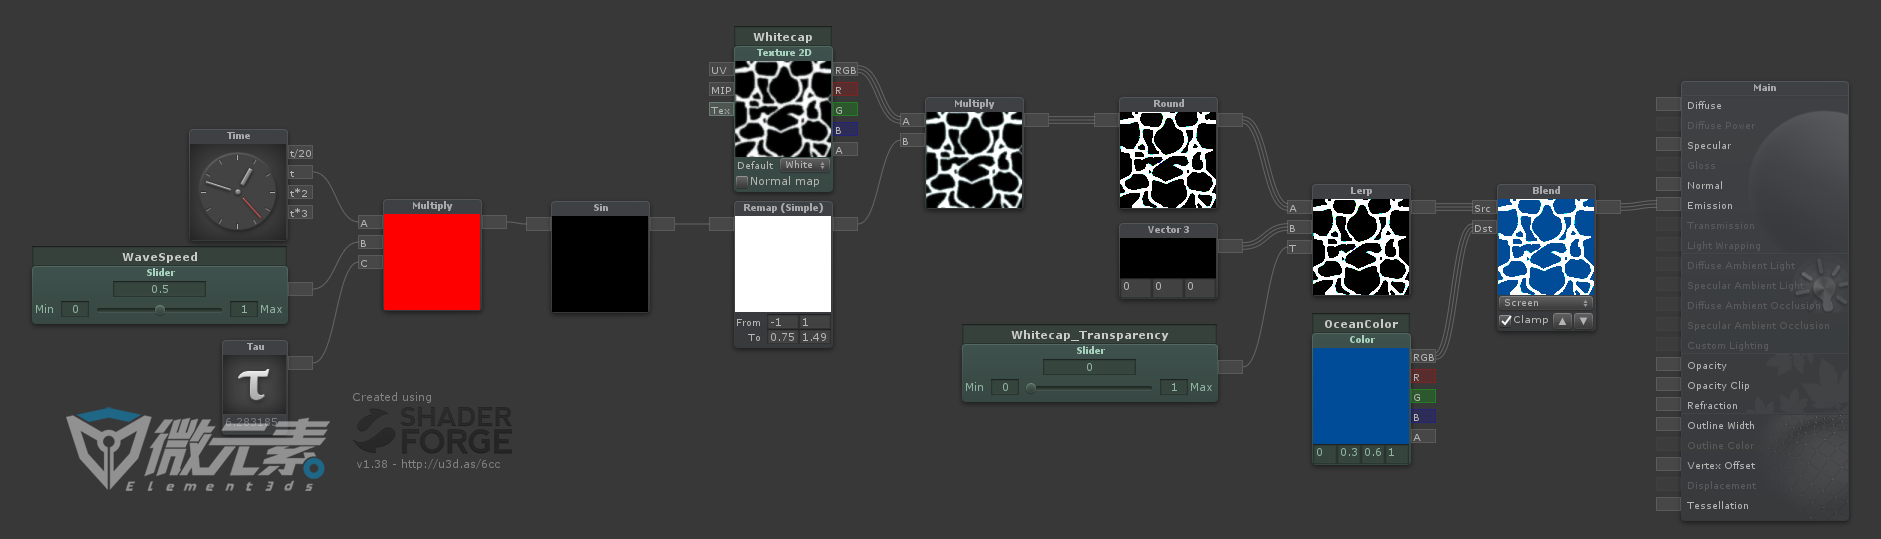 Time
t/20
t
t*2
t*3
WaveSpeed
Slider
0.5
Min 0 1 Max
Tau
τ
6.283185
Multiply
A
B
C
Sin
Whitecap
Texture 2D
UV
MIP
Tex
RGB
R
G
B
A
Default White
Normal map
Remap (Simple)
From -1 1
To 0.75 1.49
Multiply
A
B
Round
Vector 3
0 0 0
Whitecap_Transparency
Slider
0
Min 0 1 Max
Lerp
A
B
T
OceanColor
Color
RGB
R
G
B
A
0 0.3 0.6 1
Blend
Src
Dst
Screen
Clamp
Main
Diffuse
Diffuse Power
Specular
Gloss
Normal
Emission
Transmission
Light Wrapping
Diffuse Ambient Light
Specular Ambient Light
Diffuse Ambient Occlusion
Specular Ambient Occlusion
Custom Lighting
Opacity
Opacity Clip
Refraction
Outline Width
Outline Color
Vertex Offset
Displacement
Tessellation
Created using
SHADER
FORGE
v1.38 - http://u3d.as/6cc
微元素
Element3ds